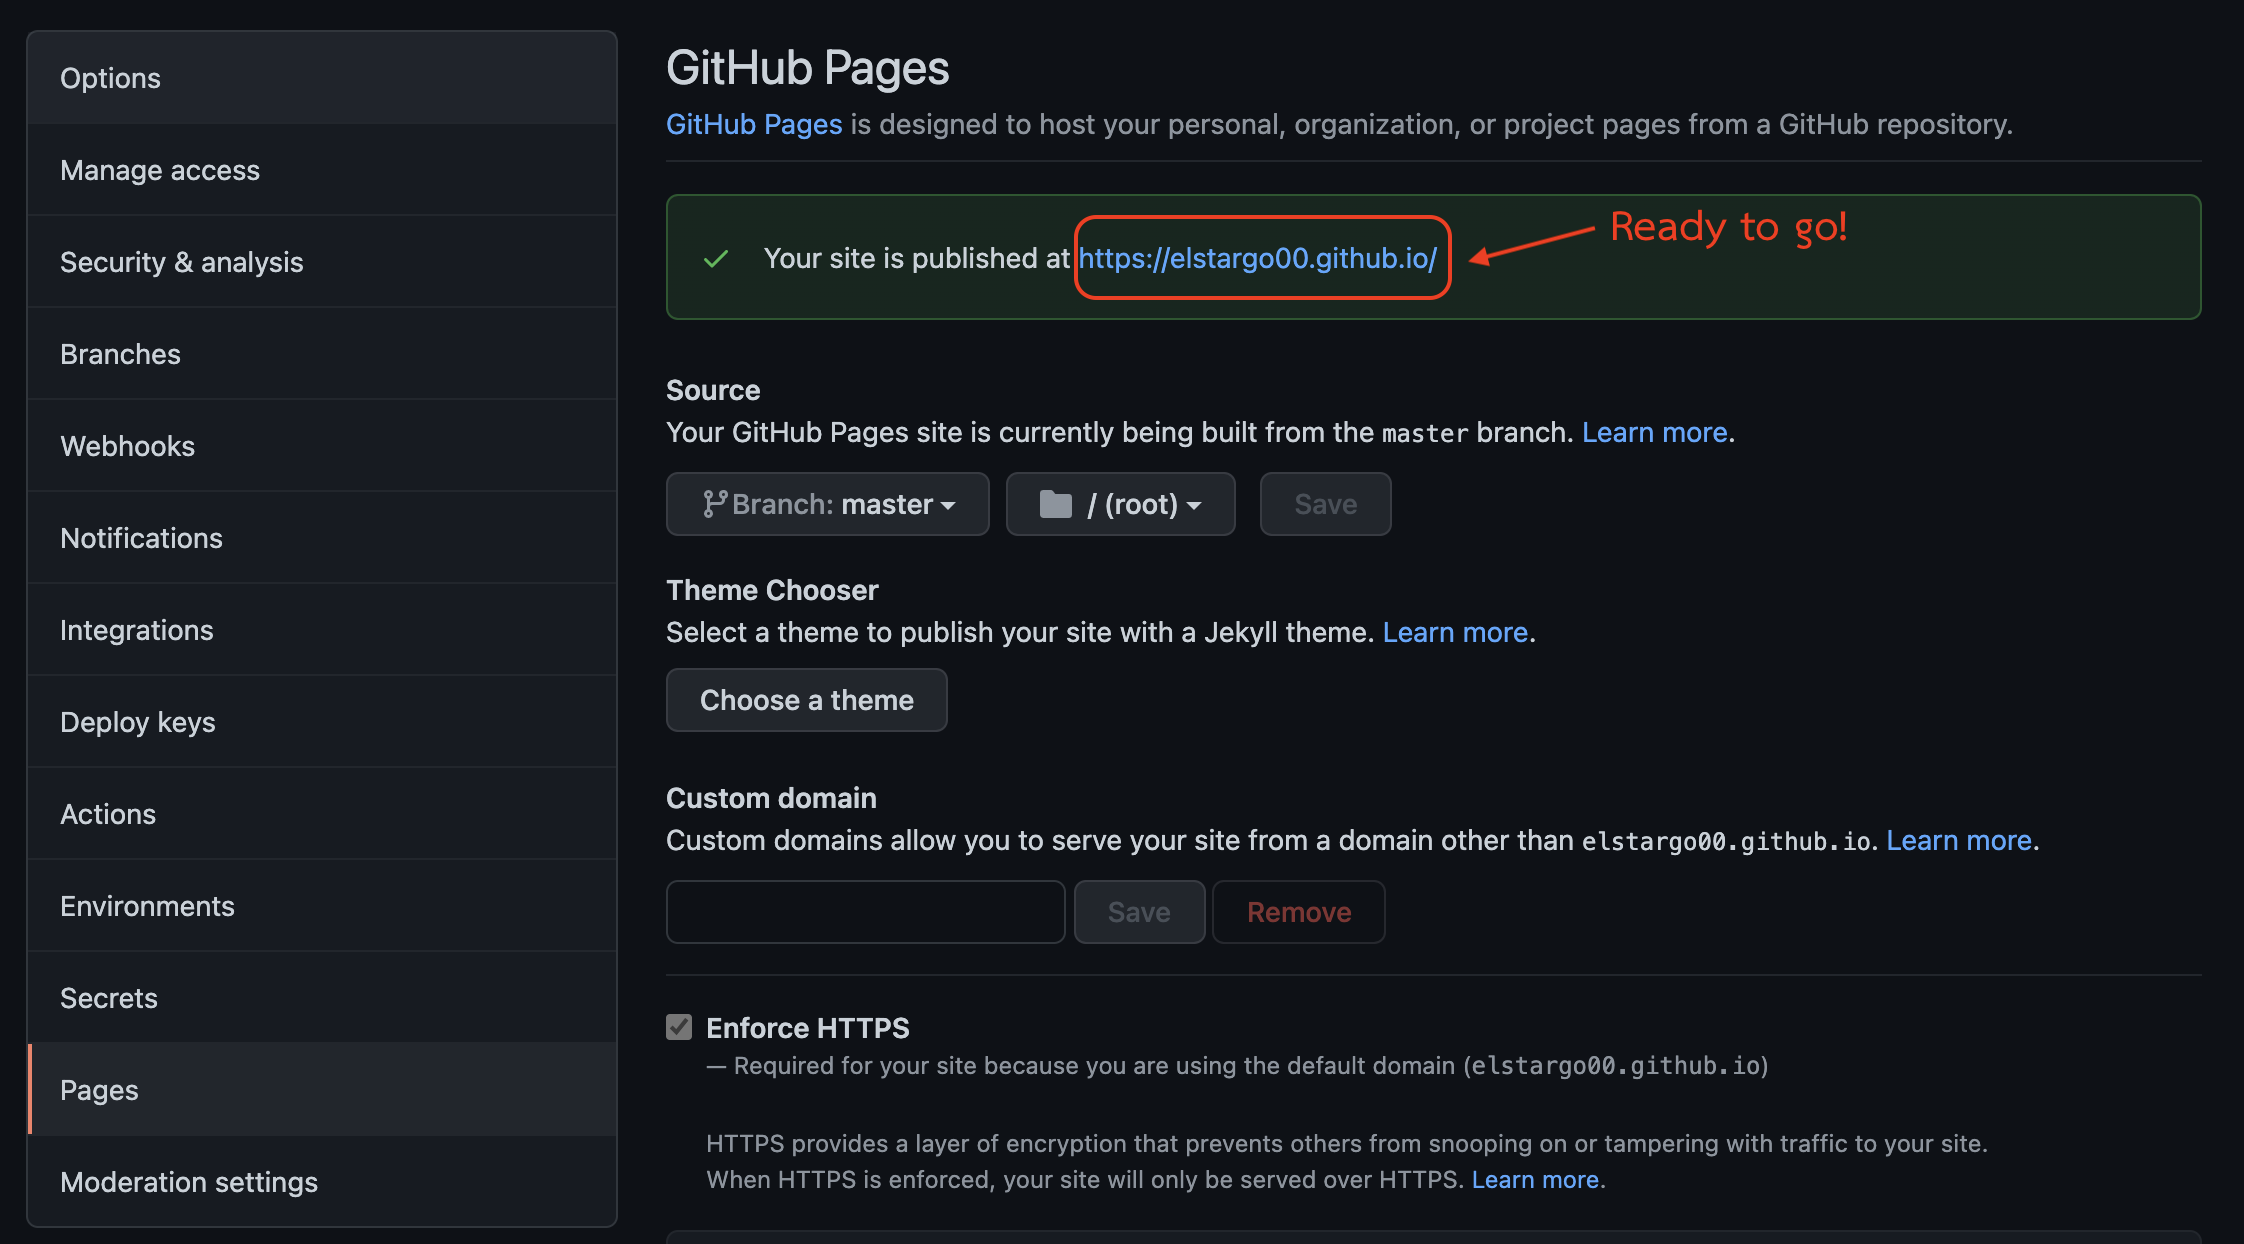 Options
Manage access
Security & analysis
Branches
Webhooks
Notifications
Integrations
Deploy keys
Actions
Environments
Secrets
Pages
Moderation settings
GitHub Pages
GitHub Pages is designed to host your personal, organization, or project pages from a GitHub repository.
Your site is published at https://elstargo00.github.io/
Ready to go!
Source
Your GitHub Pages site is currently being built from the master branch. Learn more.
Branch: master / (root) Save
Theme Chooser
Select a theme to publish your site with a Jekyll theme. Learn more.
Choose a theme
Custom domain
Custom domains allow you to serve your site from a domain other than elstargo00.github.io. Learn more.
Save Remove
Enforce HTTPS
— Required for your site because you are using the default domain (elstargo00.github.io)
HTTPS provides a layer of encryption that prevents others from snooping on or tampering with traffic to your site.
When HTTPS is enforced, your site will only be served over HTTPS. Learn more.